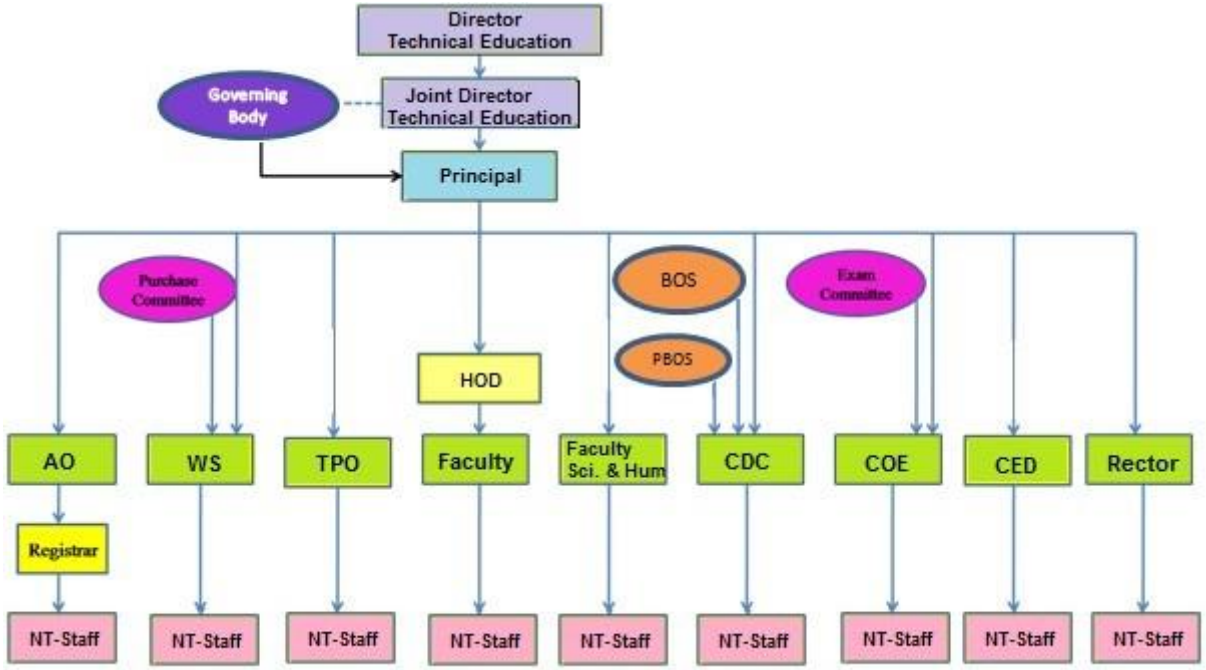 Director
Technical Education
Governing
Body
Joint Director
Technical Education
Principal
Purchase
Committee
BOS
Exam
Committee
PBOS
HOD
AO
WS
TPO
Faculty
Faculty
Sci. & Hum
CDC
COE
CED
Rector
Registrar
NT-Staff
NT-Staff
NT-Staff
NT-Staff
NT-Staff
NT-Staff
NT-Staff
NT-Staff
NT-Staff